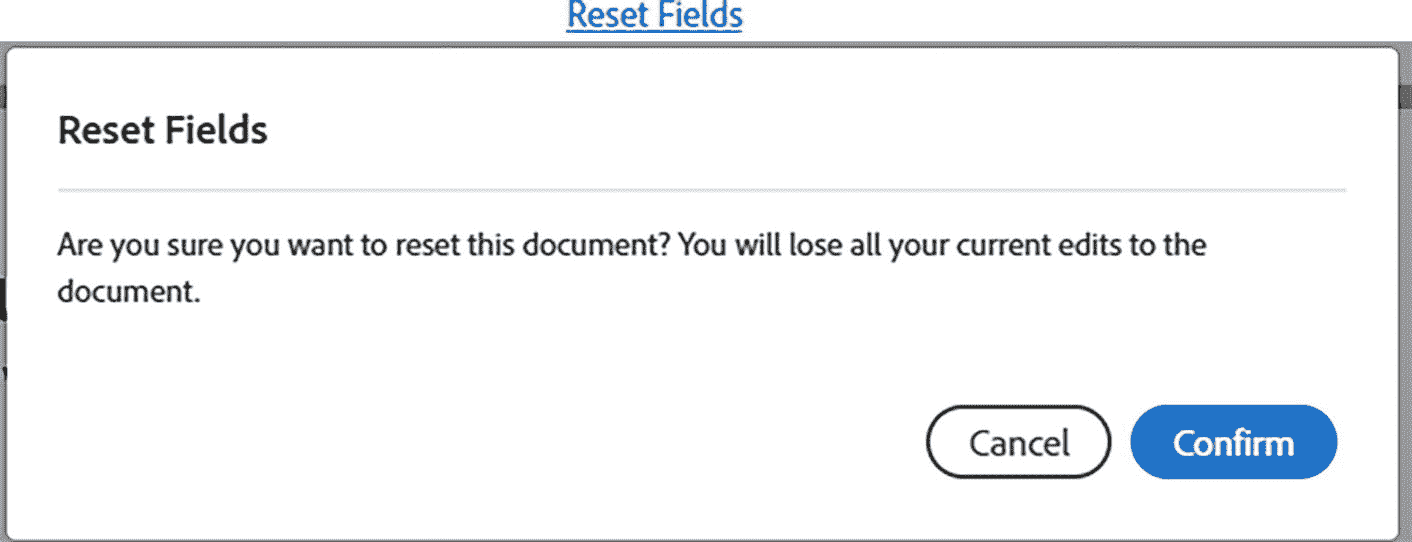 Reset Fields
Reset Fields
Are you sure you want to reset this document? You will lose all your current edits to the
document.
Cancel Confirm